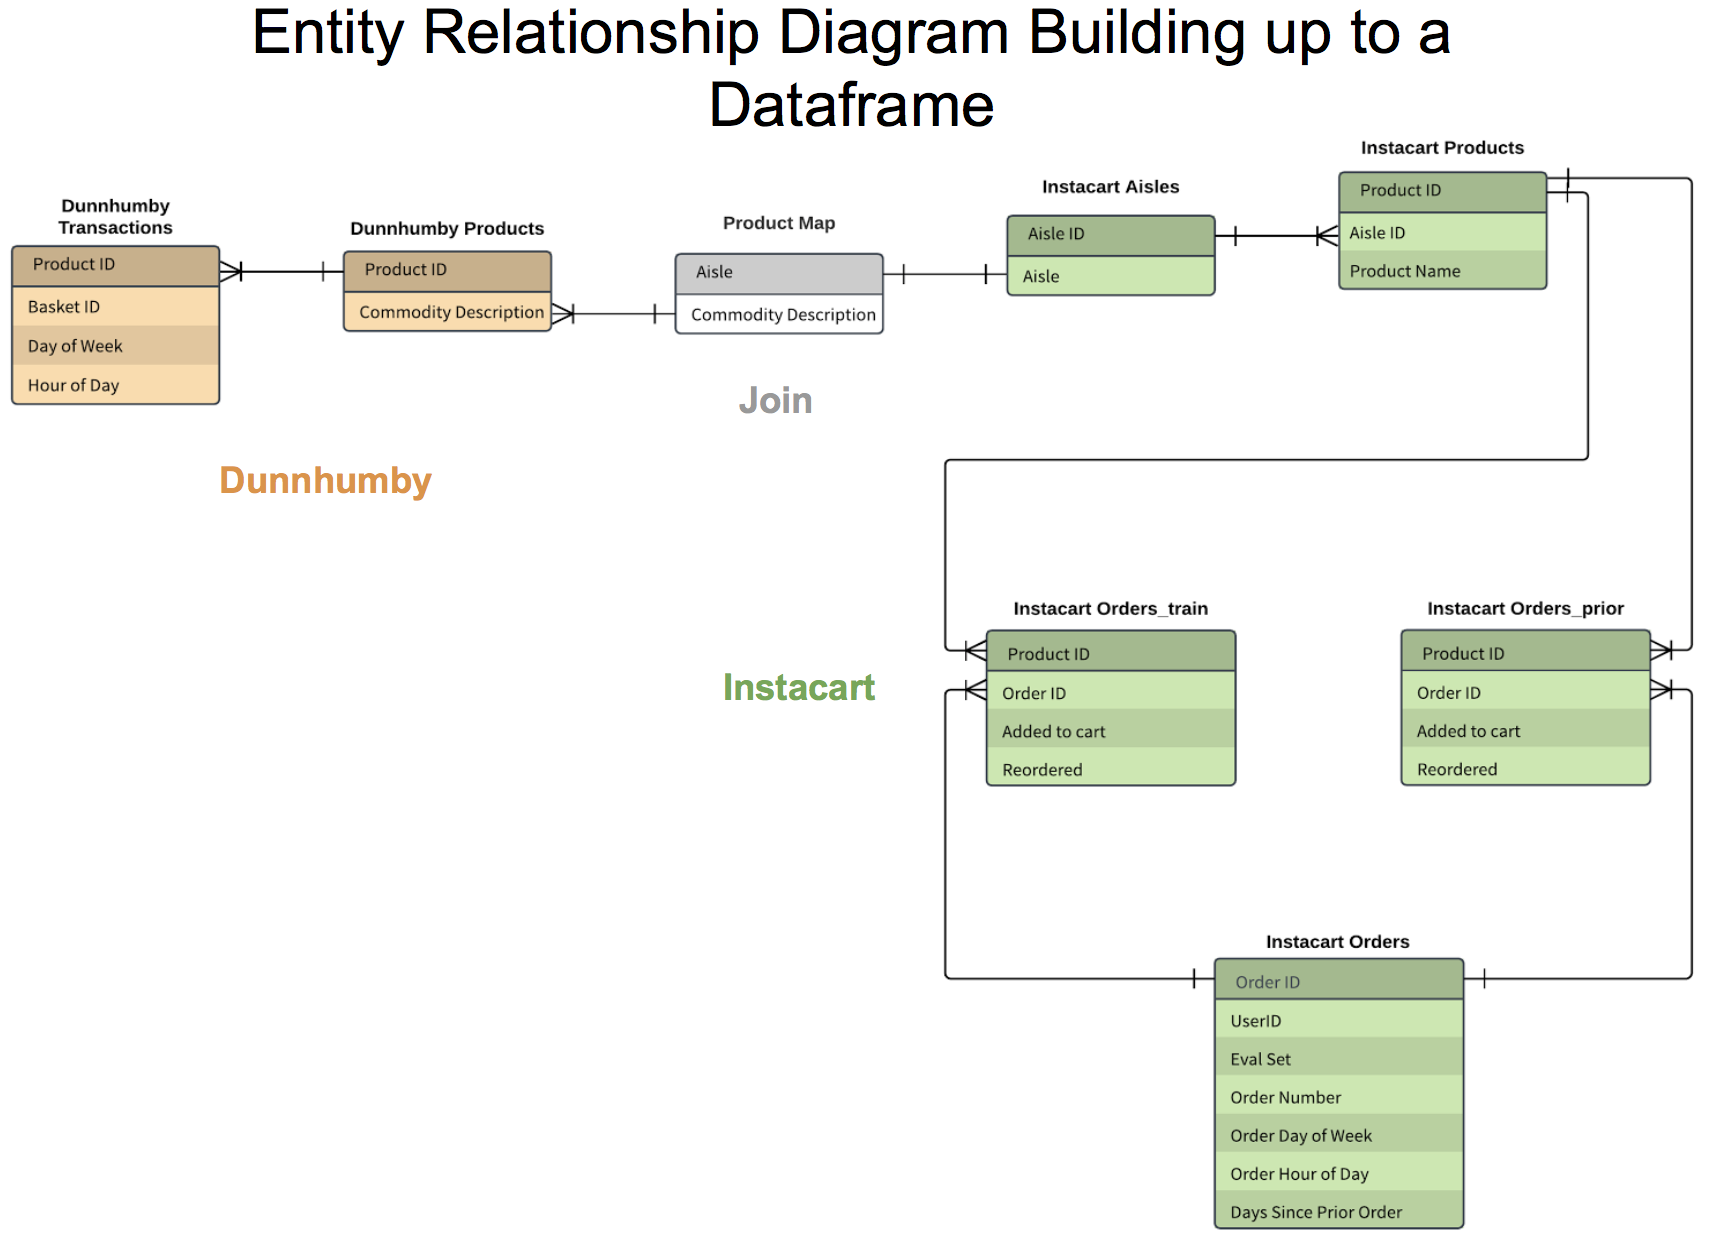 Entity Relationship Diagram Building up to a
Dataframe
Dunnhumby
Transactions
Product ID
Basket ID
Day of Week
Hour of Day
Dunnhumby Products
Product ID
Commodity Description
Product Map
Aisle
Commodity Description
Instacart Aisles
Aisle ID
Aisle
Instacart Products
Product ID
Aisle ID
Product Name
Join
Dunnhumby
Instacart
Instacart Orders_train
Product ID
Order ID
Added to cart
Reordered
Instacart Orders_prior
Product ID
Order ID
Added to cart
Reordered
Instacart Orders
Order ID
UserID
Eval Set
Order Number
Order Day of Week
Order Hour of Day
Days Since Prior Order